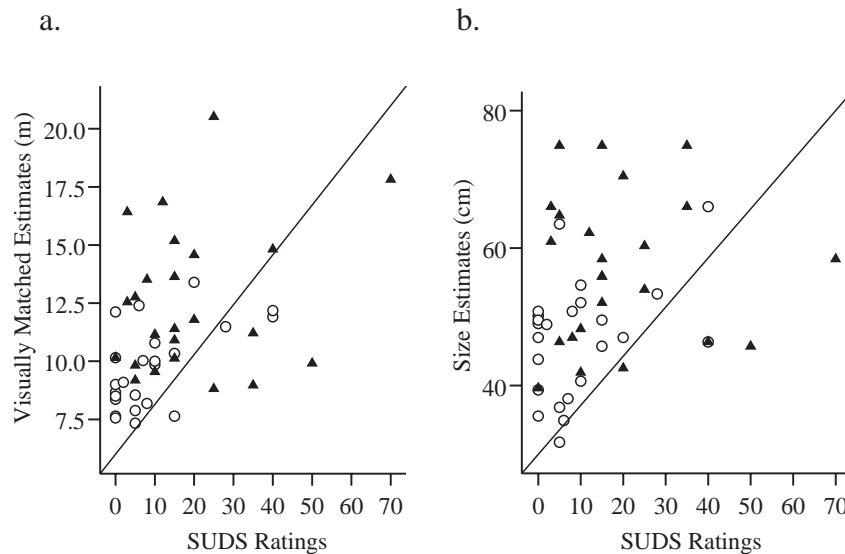 a.
Visually Matched Estimates (m)
20.0
17.5
15.0
12.5
10.0
7.5
0 10 20 30 40 50 60 70
SUDS Ratings
b.
Size Estimates (cm)
80
60
40
0 10 20 30 40 50 60 70
SUDS Ratings